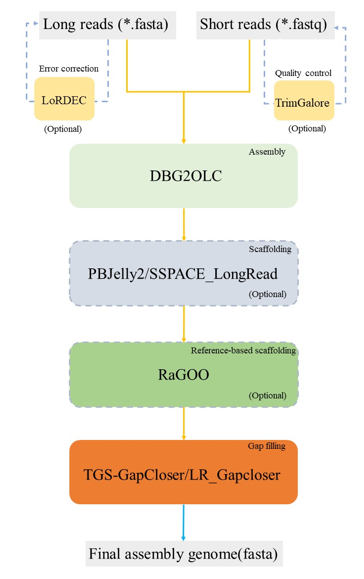 Long reads (*.fasta)
Short reads (*.fastq)
Error correction
LoRDEC
(Optional)
Quality control
TrimGalore
(Optional)
Assembly
DBG2OLC
Scaffolding
PBJelly2/SSPACE_LongRead
(Optional)
Reference-based scaffolding
RaGOO
(Optional)
Gap filling
TGS-GapCloser/LR_Gapcloser
Final assembly genome(fasta)